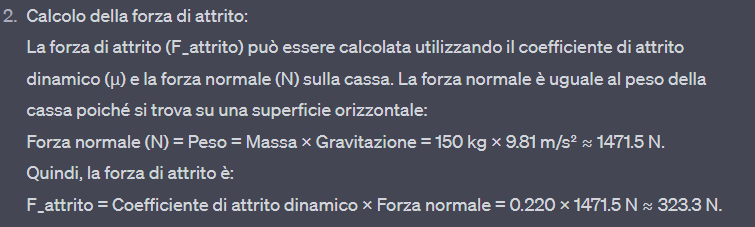 2. Calcolo della forza di attrito:
La forza di attrito (F_attrito) può essere calcolata utilizzando il coefficiente di attrito
dinamico (μ) e la forza normale (N) sulla cassa. La forza normale è uguale al peso della
cassa poiché si trova su una superficie orizzontale:
Forza normale (N) = Peso = Massa × Gravitazione = 150 kg × 9.81 m/s² ≈ 1471.5 N.
Quindi, la forza di attrito è:
F_attrito = Coefficiente di attrito dinamico × Forza normale = 0.220 × 1471.5 N ≈ 323.3 N.